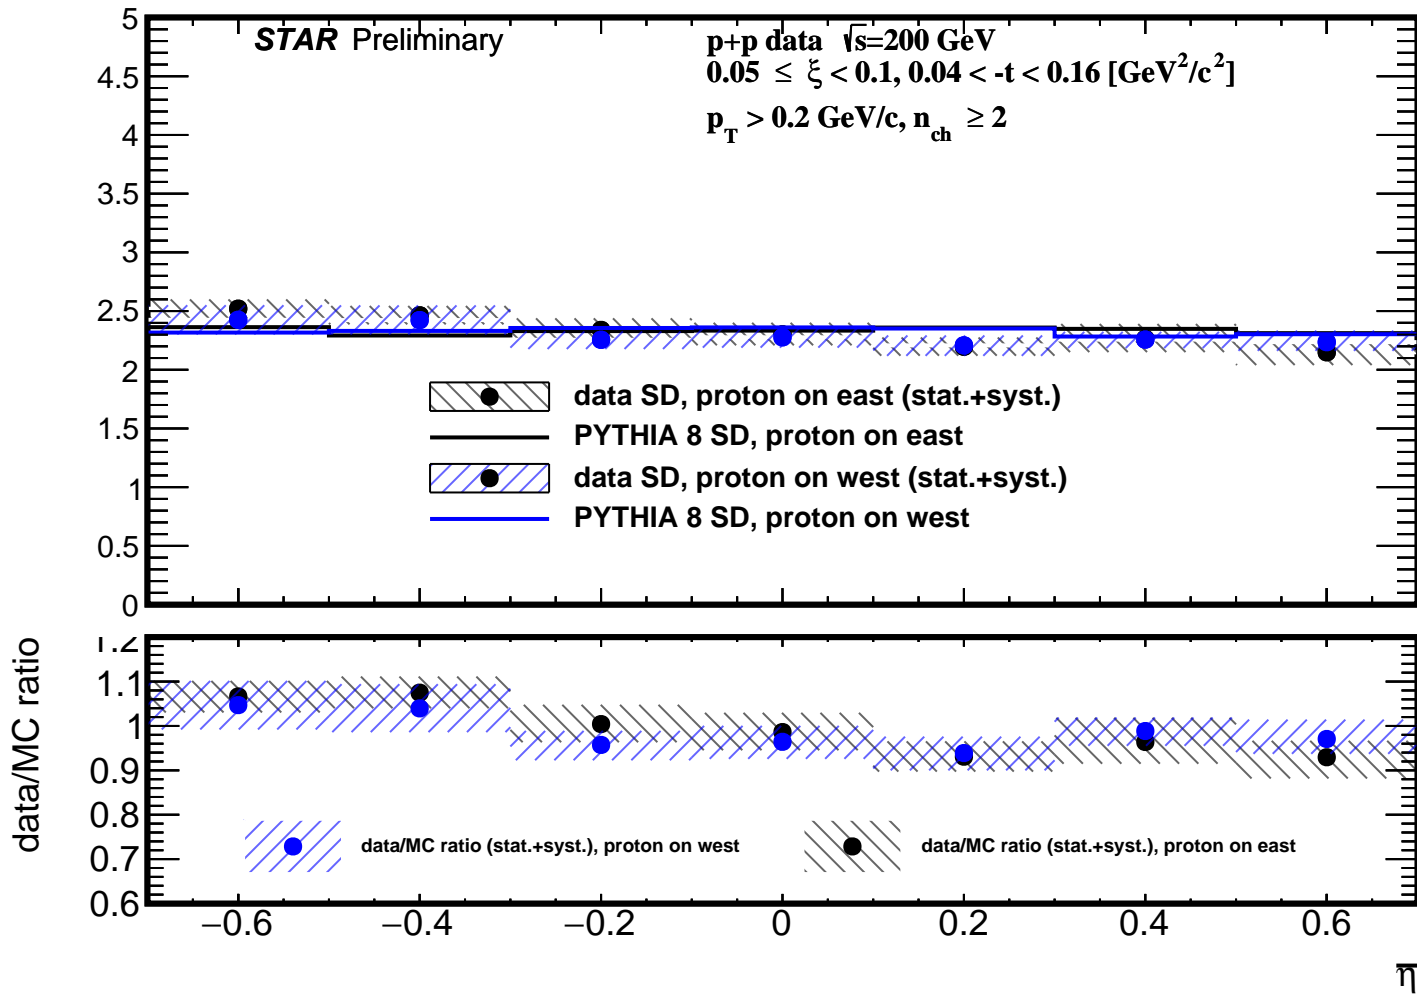 STAR Preliminary
p+p data √s=200 GeV
0.05 ≤ ξ < 0.1, 0.04 < -t < 0.16 [GeV²/c²]
p_T > 0.2 GeV/c, n_ch ≥ 2
5
4.5
4
3.5
3
2.5
2
1.5
1
0.5
0
data SD, proton on east (stat.+syst.)
PYTHIA 8 SD, proton on east
data SD, proton on west (stat.+syst.)
PYTHIA 8 SD, proton on west
data/MC ratio
1.2
1.1
1
0.9
0.8
0.7
0.6
data/MC ratio (stat.+syst.), proton on west
data/MC ratio (stat.+syst.), proton on east
−0.6 −0.4 −0.2 0 0.2 0.4 0.6
η̅